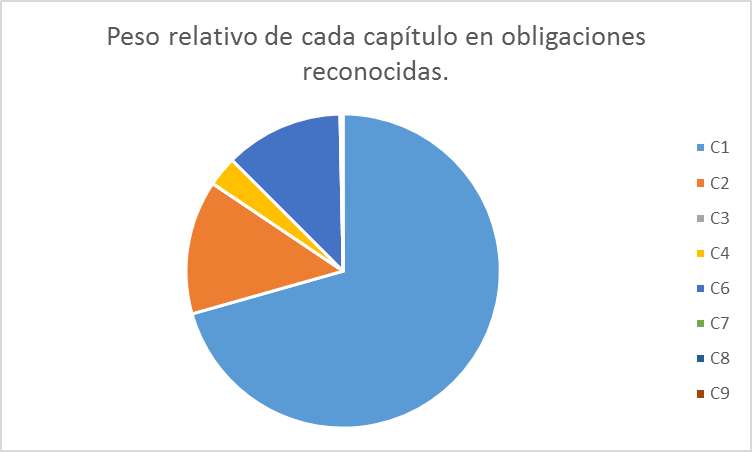 Peso relativo de cada capítulo en obligaciones
reconocidas.
C1
C2
C3
C4
C6
C7
C8
C9